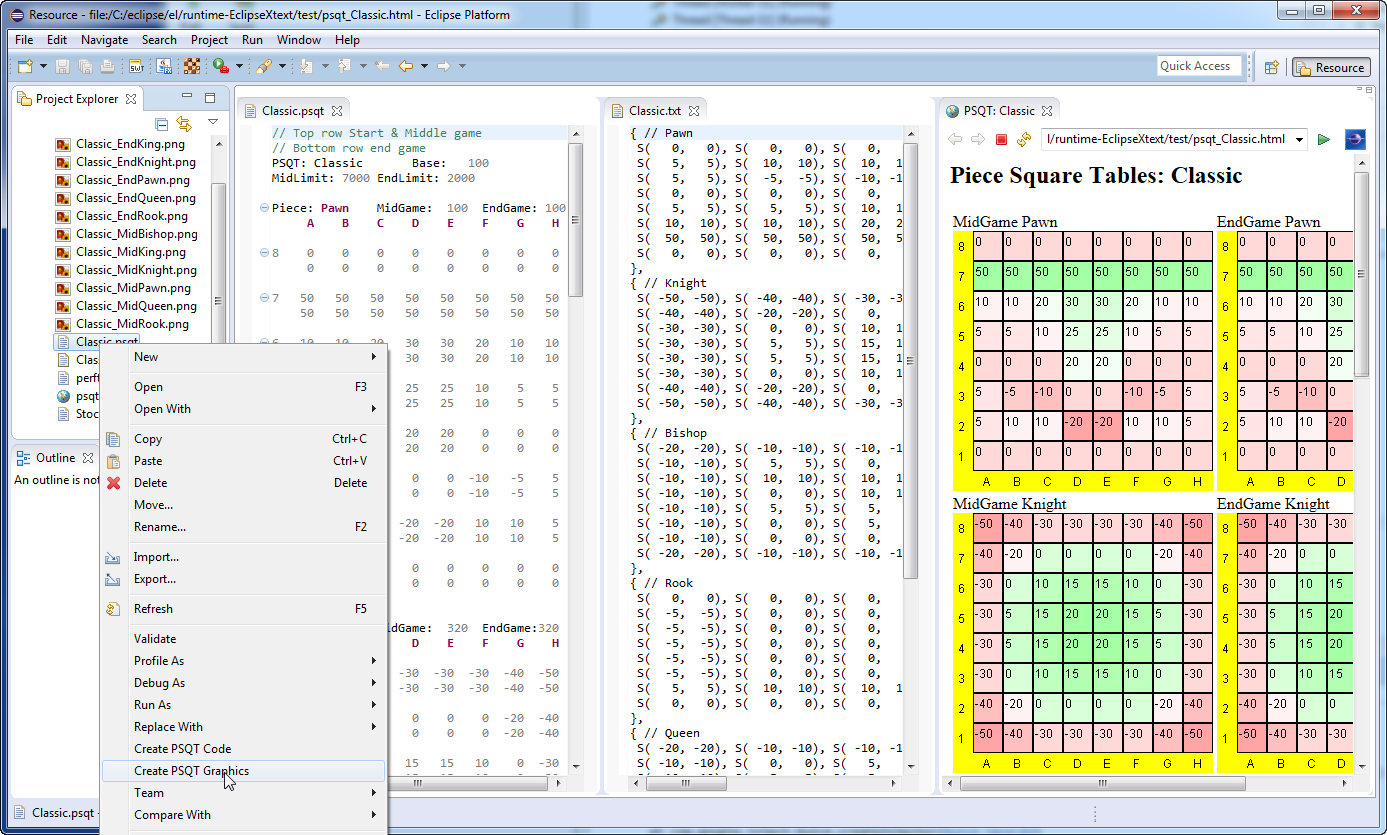 Resource - file:/C:/eclipse/el/runtime-EclipseXtext/test/psqt_Classic.html - Eclipse Platform
File Edit Navigate Search Project Run Window Help
Quick Access
Resource
Project Explorer
Classic_EndKing.png
Classic_EndKnight.png
Classic_EndPawn.png
Classic_EndQueen.png
Classic_EndRook.png
Classic_MidBishop.png
Classic_MidKing.png
Classic_MidKnight.png
Classic_MidPawn.png
Classic_MidQueen.png
Classic_MidRook.png
Classic.psqt
Clas
perft
psqt
Stoc
Outline
An outline is not
Classic.psqt
New
Open F3
Open With
Copy Ctrl+C
Paste Ctrl+V
Delete Delete
Move...
Rename... F2
Import...
Export...
Refresh F5
Validate
Profile As
Debug As
Run As
Replace With
Create PSQT Code
Create PSQT Graphics
Team
Compare With
Classic.psqt
// Top row Start & Middle game
// Bottom row end game
PSQT: Classic Base: 100
MidLimit: 7000 EndLimit: 2000
Piece: Pawn MidGame: 100 EndGame: 100
A B C D E F G H
8 0 0 0 0 0 0 0 0
0 0 0 0 0 0 0 0
7 50 50 50 50 50 50 50 50
50 50 50 50 50 50 50 50
6 10 10 20 30 30 20 10 10
30 30 20 10 10
25 25 10 5 5
25 25 10 5 5
20 20 0 0 0
20 20 0 0 0
0 0 -10 -5 5
0 0 -10 -5 5
-20 -20 10 10 5
-20 -20 10 10 5
0 0 0 0 0
0 0 0 0 0
idGame: 320 EndGame:320
D E F G H
-30 -30 -30 -40 -50
-30 -30 -30 -40 -50
0 0 0 -20 -40
0 0 0 -20 -40
15 15 10 0 -30
Classic.txt
{ // Pawn
S( 0, 0), S( 0, 0), S( 0,
S( 5, 5), S( 10, 10), S( 10, 1
S( 5, 5), S( -5, -5), S( -10, -1
S( 0, 0), S( 0, 0), S( 0,
S( 5, 5), S( 5, 5), S( 10, 1
S( 10, 10), S( 10, 10), S( 20, 2
S( 50, 50), S( 50, 50), S( 50, 5
S( 0, 0), S( 0, 0), S( 0,
},
{ // Knight
S( -50, -50), S( -40, -40), S( -30, -3
S( -40, -40), S( -20, -20), S( 0,
S( -30, -30), S( 0, 0), S( 10, 1
S( -30, -30), S( 5, 5), S( 15, 1
S( -30, -30), S( 5, 5), S( 15, 1
S( -30, -30), S( 0, 0), S( 10, 1
S( -40, -40), S( -20, -20), S( 0,
S( -50, -50), S( -40, -40), S( -30, -3
},
{ // Bishop
S( -20, -20), S( -10, -10), S( -10, -1
S( -10, -10), S( 5, 5), S( 0,
S( -10, -10), S( 10, 10), S( 10, 1
S( -10, -10), S( 0, 0), S( 10, 1
S( -10, -10), S( 5, 5), S( 5,
S( -10, -10), S( 0, 0), S( 5,
S( -10, -10), S( 0, 0), S( 0,
S( -20, -20), S( -10, -10), S( -10, -1
},
{ // Rook
S( 0, 0), S( 0, 0), S( 0,
S( -5, -5), S( 0, 0), S( 0,
S( -5, -5), S( 0, 0), S( 0,
S( -5, -5), S( 0, 0), S( 0,
S( -5, -5), S( 0, 0), S( 0,
S( -5, -5), S( 0, 0), S( 0,
S( 5, 5), S( 10, 10), S( 10, 1
S( 0, 0), S( 0, 0), S( 0,
},
{ // Queen
S( -20, -20), S( -10, -10), S( -10, -1
PSQT: Classic
l/runtime-EclipseXtext/test/psqt_Classic.html
Piece Square Tables: Classic
MidGame Pawn
8 0 0 0 0 0 0 0 0
7 50 50 50 50 50 50 50 50
6 10 10 20 30 30 20 10 10
5 5 5 10 25 25 10 5 5
4 0 0 0 20 20 0 0 0
3 5 -5 -10 0 0 -10 -5 5
2 5 10 10 -20 -20 10 10 5
1 0 0 0 0 0 0 0 0
A B C D E F G H
EndGame Pawn
8 0 0 0 0
7 50 50 50 50
6 10 10 20 30
5 5 5 10 25
4 0 0 0 20
3 5 -5 -10 0
2 5 10 10 -20
1 0 0 0 0
A B C D
MidGame Knight
8 -50 -40 -30 -30 -30 -30 -40 -50
7 -40 -20 0 0 0 0 -20 -40
6 -30 0 10 15 15 10 0 -30
5 -30 5 15 20 20 15 5 -30
4 -30 5 15 20 20 15 5 -30
3 -30 0 10 15 15 10 0 -30
2 -40 -20 0 0 0 0 -20 -40
1 -50 -40 -30 -30 -30 -30 -40 -50
A B C D E F G H
EndGame Knight
8 -50 -40 -30 -30
7 -40 -20 0 0
6 -30 0 10 15
5 -30 5 15 20
4 -30 5 15 20
3 -30 0 10 15
2 -40 -20 0 0
1 -50 -40 -30 -30
A B C D